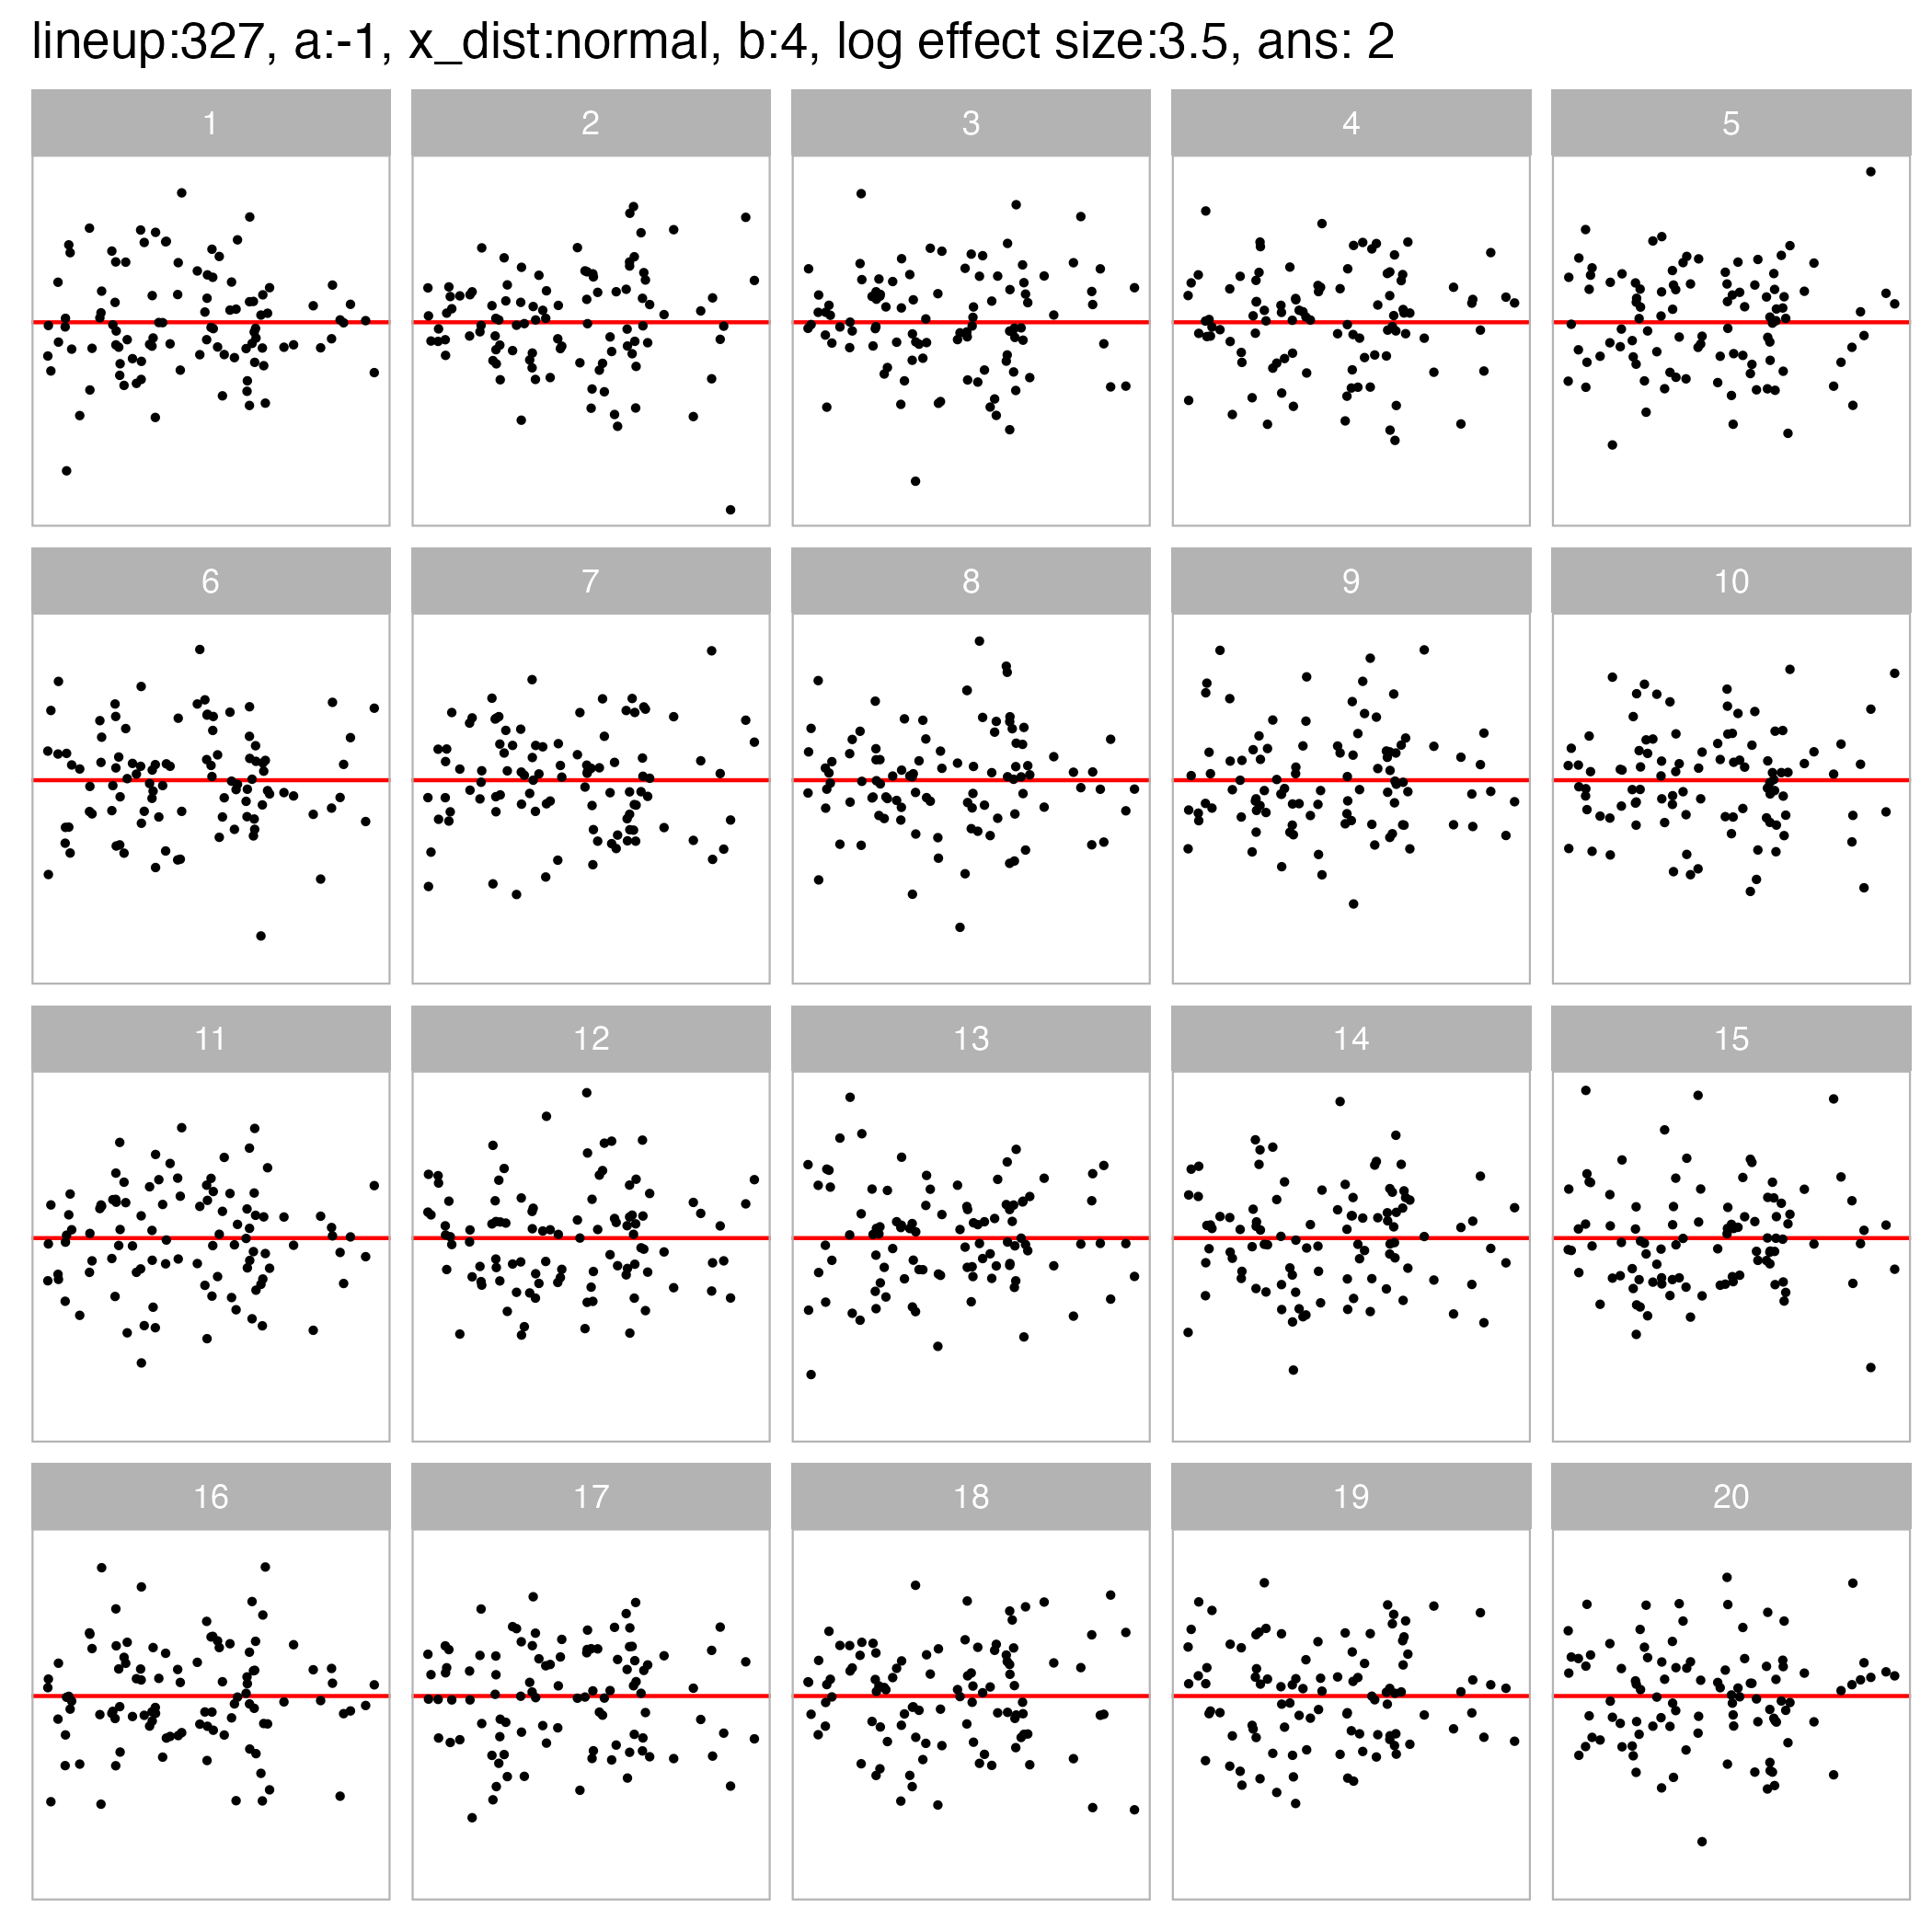 lineup:327, a:-1, x_dist:normal, b:4, log effect size:3.5, ans: 2
1 2 3 4 5
6 7 8 9 10
11 12 13 14 15
16 17 18 19 20